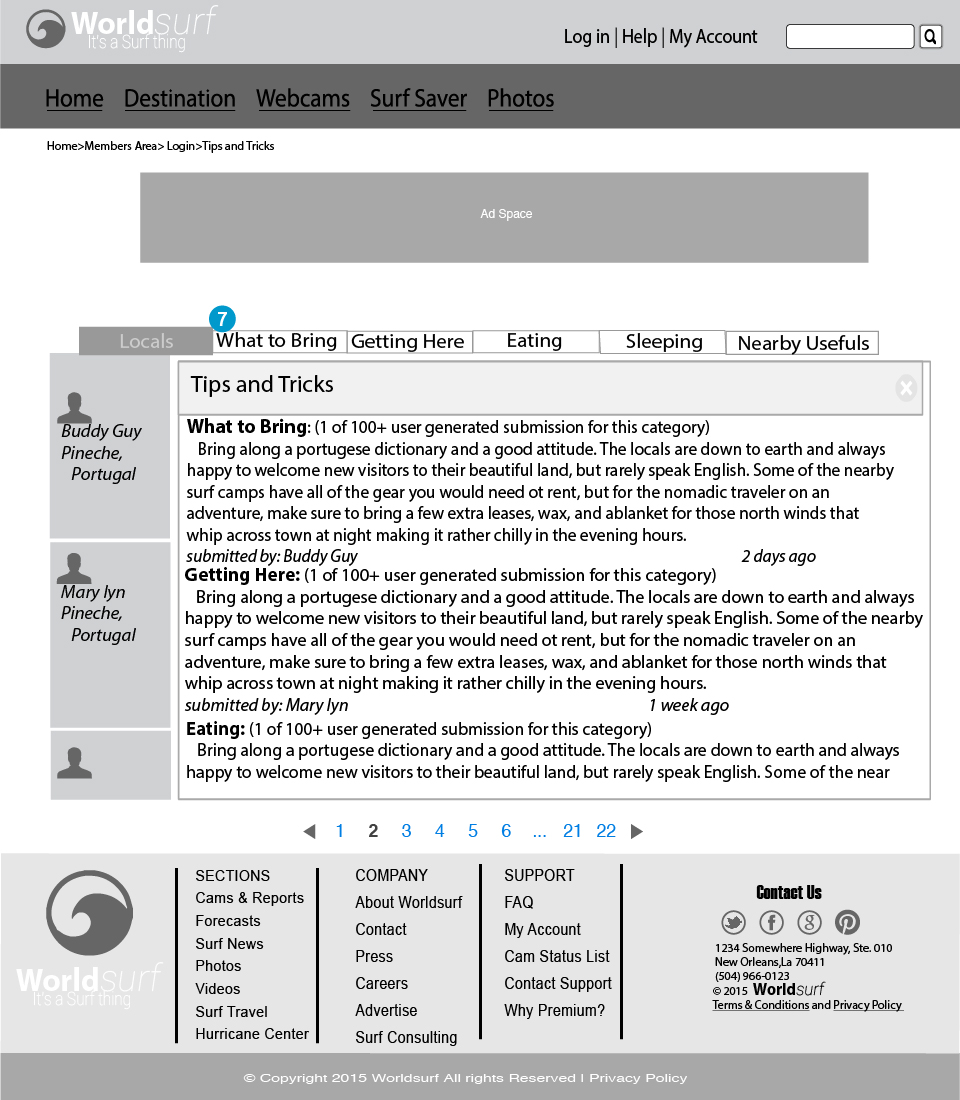 Worldsurf
It's a Surf thing
Log in | Help | My Account
Home Destination Webcams Surf Saver Photos
Home>Members Area> Login>Tips and Tricks
Ad Space
7
Locals What to Bring Getting Here Eating Sleeping Nearby Usefuls
Buddy Guy
Pineche,
Portugal
Mary lyn
Pineche,
Portugal
Tips and Tricks
What to Bring: (1 of 100+ user generated submission for this category)
Bring along a portugese dictionary and a good attitude. The locals are down to earth and always
happy to welcome new visitors to their beautiful land, but rarely speak English. Some of the nearby
surf camps have all of the gear you would need ot rent, but for the nomadic traveler on an
adventure, make sure to bring a few extra leases, wax, and ablanket for those north winds that
whip across town at night making it rather chilly in the evening hours.
submitted by: Buddy Guy 2 days ago
Getting Here: (1 of 100+ user generated submission for this category)
Bring along a portugese dictionary and a good attitude. The locals are down to earth and always
happy to welcome new visitors to their beautiful land, but rarely speak English. Some of the nearby
surf camps have all of the gear you would need ot rent, but for the nomadic traveler on an
adventure, make sure to bring a few extra leases, wax, and ablanket for those north winds that
whip across town at night making it rather chilly in the evening hours.
submitted by: Mary lyn 1 week ago
Eating: (1 of 100+ user generated submission for this category)
Bring along a portugese dictionary and a good attitude. The locals are down to earth and always
happy to welcome new visitors to their beautiful land, but rarely speak English. Some of the near
1 2 3 4 5 6 ... 21 22
Worldsurf
It's a Surf thing
SECTIONS
Cams & Reports
Forecasts
Surf News
Photos
Videos
Surf Travel
Hurricane Center
COMPANY
About Worldsurf
Contact
Press
Careers
Advertise
Surf Consulting
SUPPORT
FAQ
My Account
Cam Status List
Contact Support
Why Premium?
Contact Us
1234 Somewhere Highway, Ste. 010
New Orleans,La 70411
(504) 966-0123
© 2015 Worldsurf
Terms & Conditions and Privacy Policy
© Copyright 2015 Worldsurf All rights Reserved | Privacy Policy